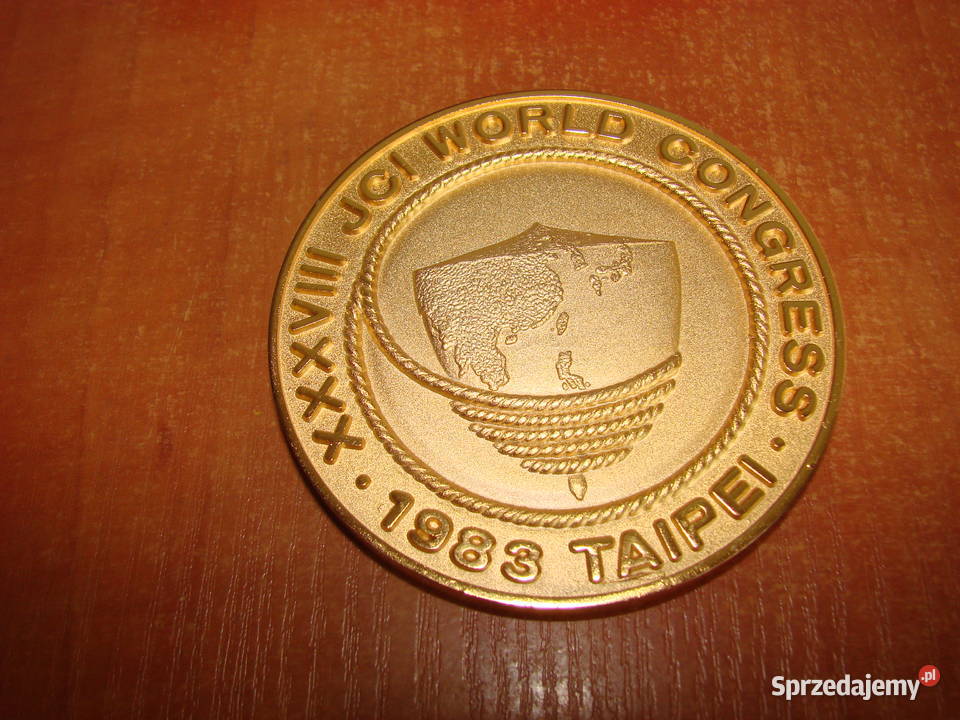 XXXVIII JCI WORLD CONGRESS
· 1983 TAIPEI ·
Sprzedajemy.pl